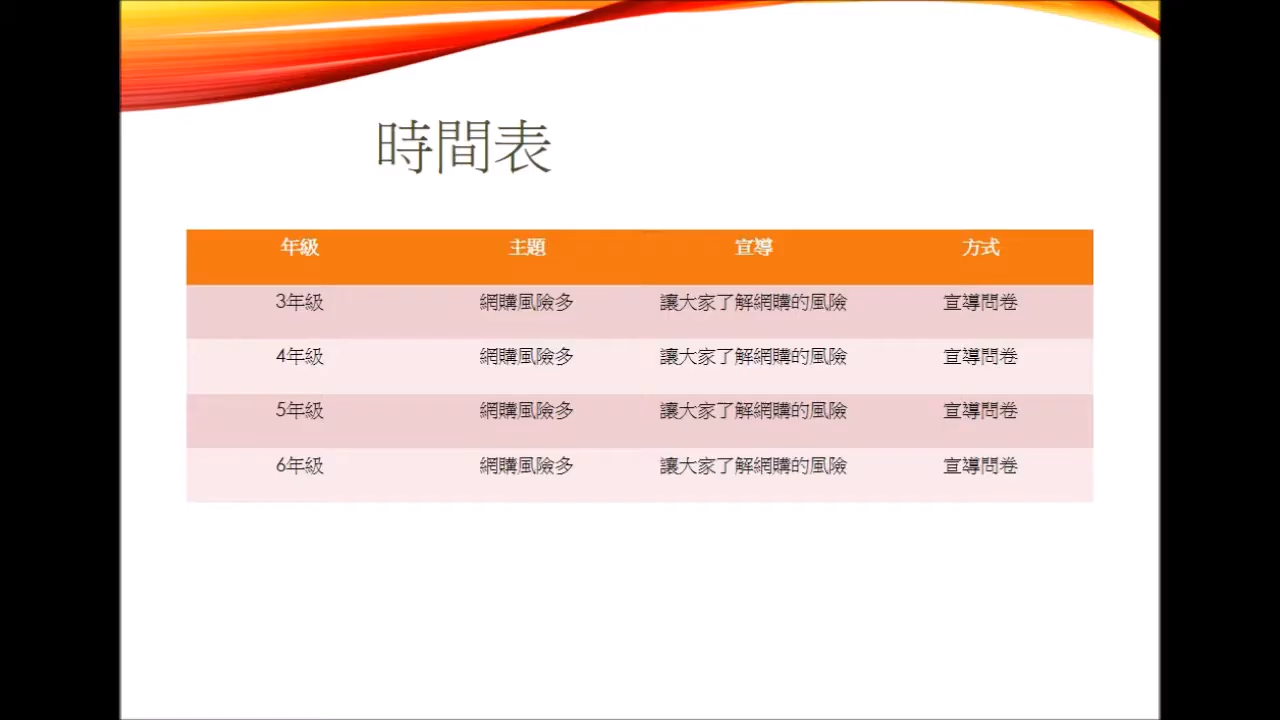 時間表
年級 主題 宣導 方式
3年級 網購風險多 讓大家了解網購的風險 宣導問卷
4年級 網購風險多 讓大家了解網購的風險 宣導問卷
5年級 網購風險多 讓大家了解網購的風險 宣導問卷
6年級 網購風險多 讓大家了解網購的風險 宣導問卷